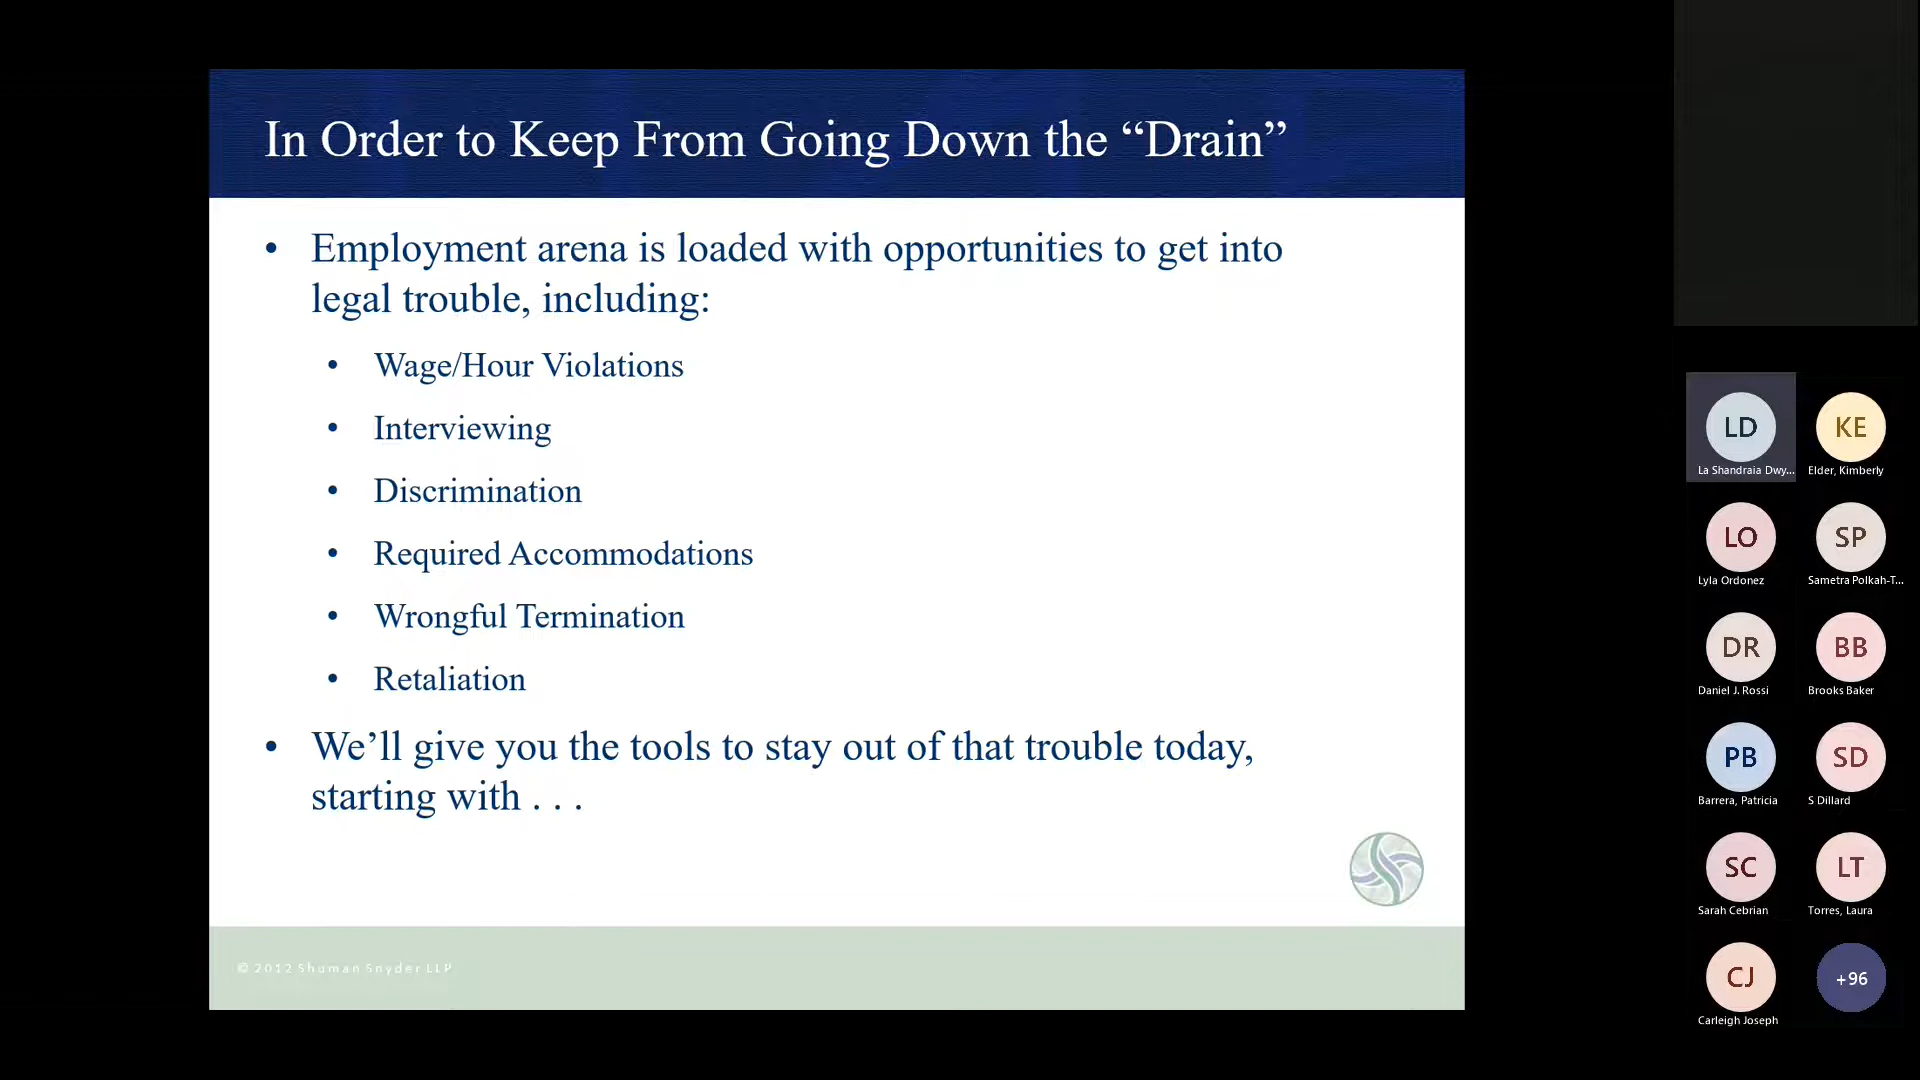 In Order to Keep From Going Down the “Drain”
• Employment arena is loaded with opportunities to get into
legal trouble, including:
• Wage/Hour Violations
• Interviewing
• Discrimination
• Required Accommodations
• Wrongful Termination
• Retaliation
• We’ll give you the tools to stay out of that trouble today,
starting with . . .
© 2012 Shuman Snyder LLP
LD
La Shandraia Dwy...
KE
Elder, Kimberly
LO
Lyla Ordonez
SP
Sametra Polkah-T...
DR
Daniel J. Rossi
BB
Brooks Baker
PB
Barrera, Patricia
SD
S Dillard
SC
Sarah Cebrian
LT
Torres, Laura
CJ
Carleigh Joseph
+96